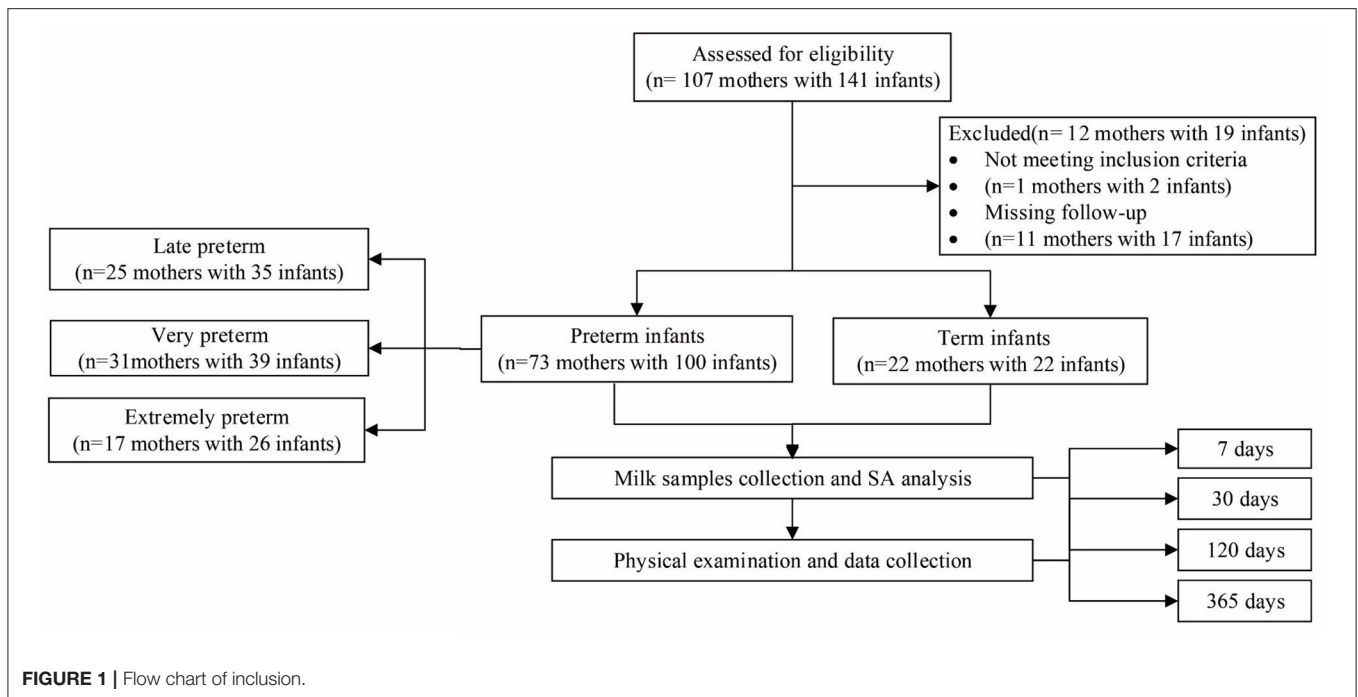 Assessed for eligibility
(n= 107 mothers with 141 infants)
Excluded(n= 12 mothers with 19 infants)
• Not meeting inclusion criteria
• (n=1 mothers with 2 infants)
• Missing follow-up
• (n=11 mothers with 17 infants)
Late preterm
(n=25 mothers with 35 infants)
Very preterm
(n=31mothers with 39 infants)
Extremely preterm
(n=17 mothers with 26 infants)
Preterm infants
(n=73 mothers with 100 infants)
Term infants
(n=22 mothers with 22 infants)
Milk samples collection and SA analysis
Physical examination and data collection
7 days
30 days
120 days
365 days
FIGURE 1 | Flow chart of inclusion.